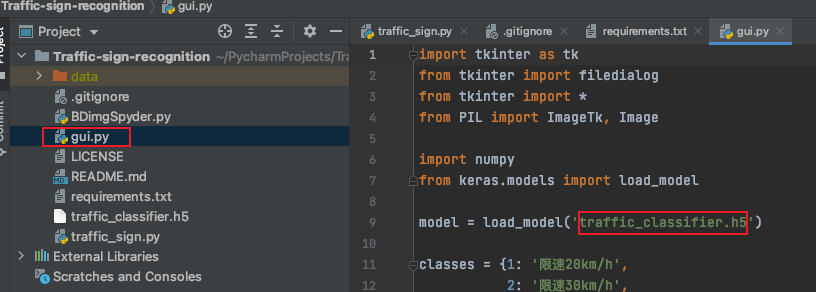 Traffic-sign-recognition
gui.py
Project
Project
Traffic-sign-recognition ~/PycharmProjects/Tra
data
.gitignore
BDimgSpyder.py
gui.py
LICENSE
README.md
requirements.txt
traffic_classifier.h5
traffic_sign.py
External Libraries
Scratches and Consoles
Commit
traffic_sign.py
.gitignore
requirements.txt
gui.py
1 import tkinter as tk
2 from tkinter import filedialog
3 from tkinter import *
4 from PIL import ImageTk, Image
5
6 import numpy
7 from keras.models import load_model
8
9 model = load_model('traffic_classifier.h5')
10
11 classes = {1: '限速20km/h',
12 2: '限速30km/h',